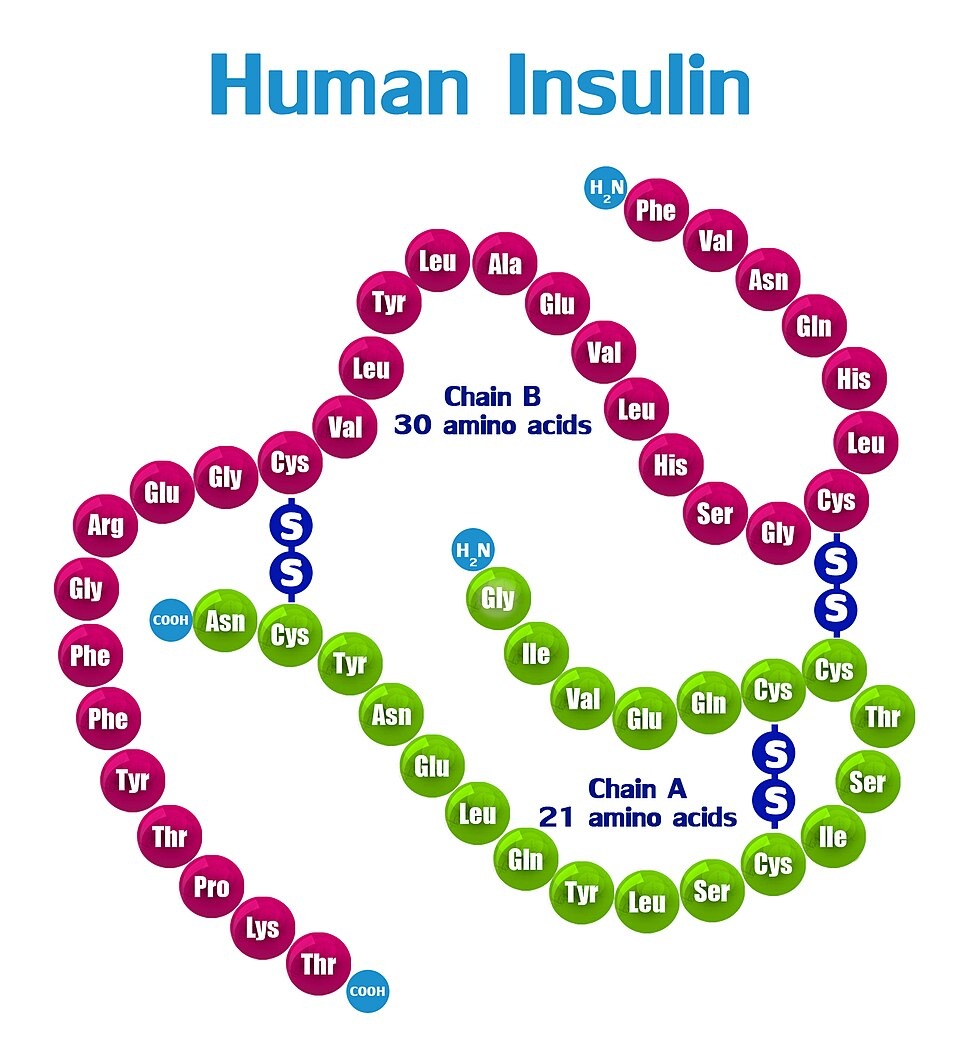 Human Insulin
H2N
Phe
Val
Asn
Gln
His
Leu
Cys
Gly
Ser
His
Leu
Val
Glu
Ala
Leu
Tyr
Leu
Val
Cys
Gly
Glu
Arg
Gly
Phe
Phe
Tyr
Thr
Pro
Lys
Thr
COOH
Chain B
30 amino acids
S
S
S
S
H2N
Gly
Ile
Val
Glu
Gln
Cys
Cys
Thr
Ser
Ile
Cys
Ser
Leu
Tyr
Gln
Leu
Glu
Asn
Tyr
Cys
Asn
COOH
S
S
Chain A
21 amino acids